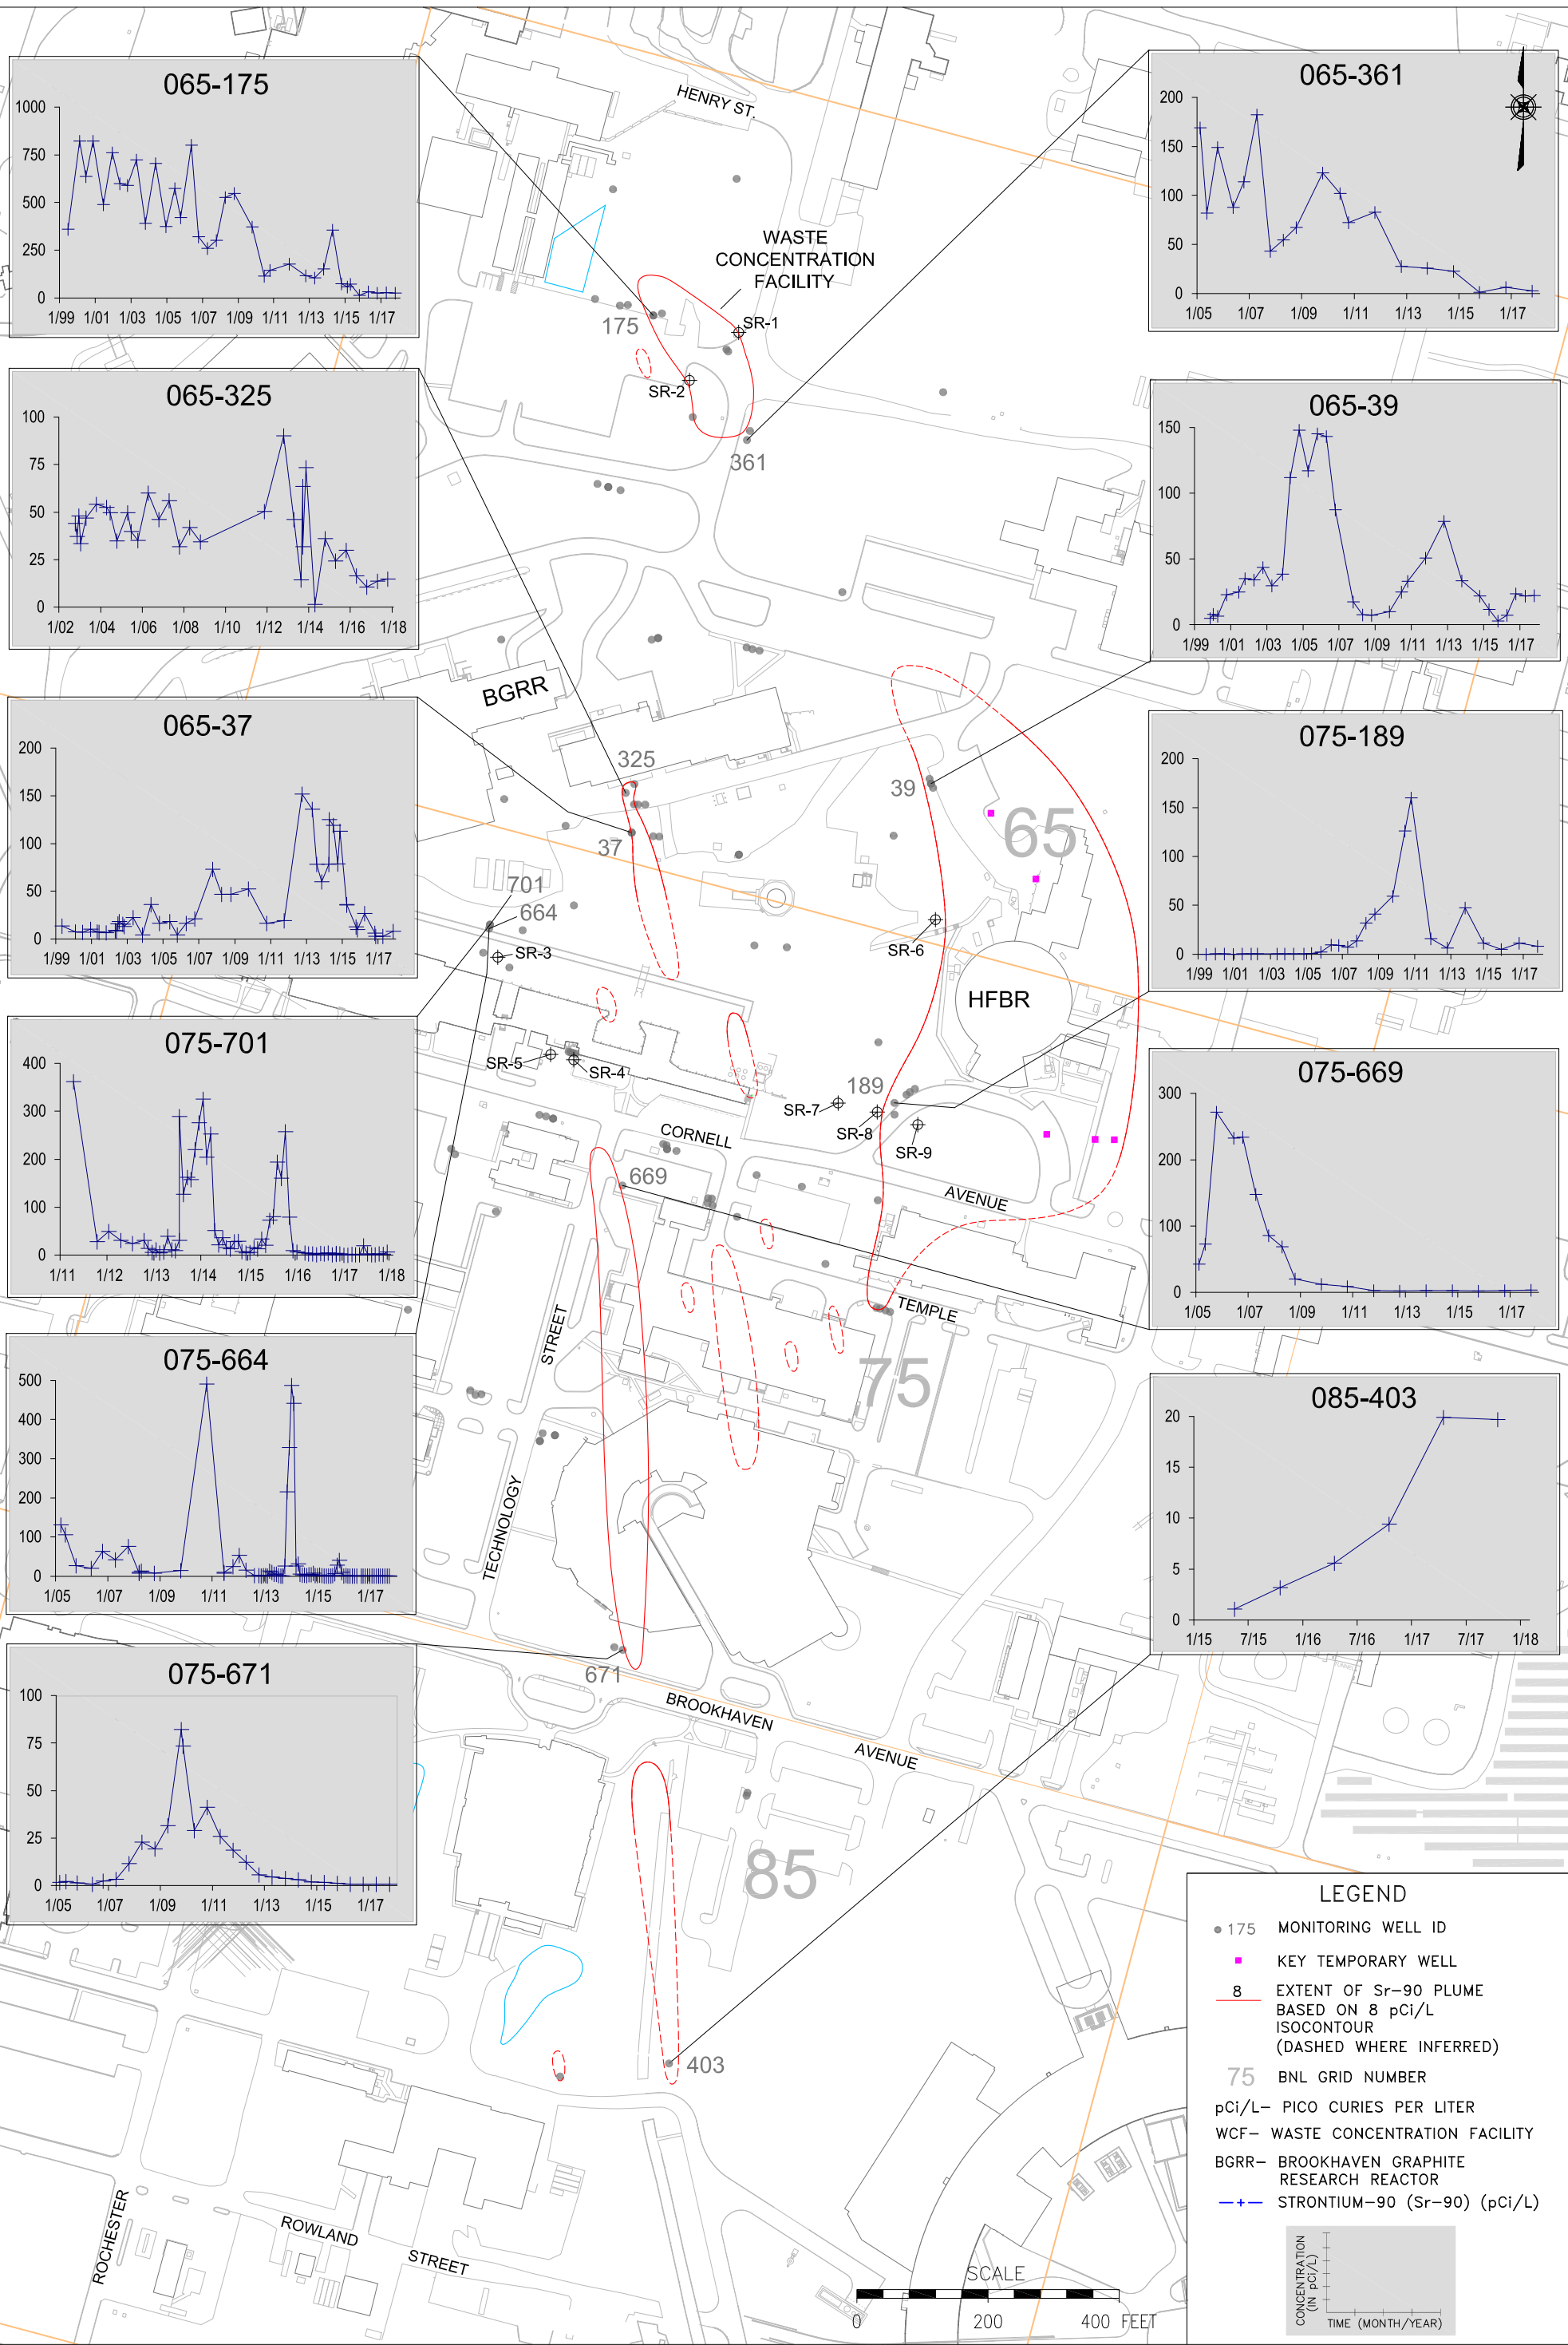 065-175
1000
750
500
250
0
1/99 1/01 1/03 1/05 1/07 1/09 1/11 1/13 1/15 1/17
065-325
100
75
50
25
0
1/02 1/04 1/06 1/08 1/10 1/12 1/14 1/16 1/18
065-37
200
150
100
50
0
1/99 1/01 1/03 1/05 1/07 1/09 1/11 1/13 1/15 1/17
075-701
400
300
200
100
0
1/11 1/12 1/13 1/14 1/15 1/16 1/17 1/18
075-664
500
400
300
200
100
0
1/05 1/07 1/09 1/11 1/13 1/15 1/17
075-671
100
75
50
25
0
1/05 1/07 1/09 1/11 1/13 1/15 1/17
HENRY ST.
WASTE
CONCENTRATION
FACILITY
175
SR-1
SR-2
361
BGRR
325
39
65
37
701
664
SR-3
SR-6
HFBR
SR-5
SR-4
189
SR-7
SR-8
SR-9
CORNELL
AVENUE
669
TEMPLE
STREET
75
TECHNOLOGY
671
BROOKHAVEN
AVENUE
85
403
ROCHESTER
ROWLAND
STREET
SCALE
0 200 400 FEET
065-361
200
150
100
50
0
1/05 1/07 1/09 1/11 1/13 1/15 1/17
065-39
150
100
50
0
1/99 1/01 1/03 1/05 1/07 1/09 1/11 1/13 1/15 1/17
075-189
200
150
100
50
0
1/99 1/01 1/03 1/05 1/07 1/09 1/11 1/13 1/15 1/17
075-669
300
200
100
0
1/05 1/07 1/09 1/11 1/13 1/15 1/17
085-403
20
15
10
5
0
1/15 7/15 1/16 7/16 1/17 7/17 1/18
LEGEND
175 MONITORING WELL ID
KEY TEMPORARY WELL
8 EXTENT OF Sr-90 PLUME
BASED ON 8 pCi/L
ISOCONTOUR
(DASHED WHERE INFERRED)
75 BNL GRID NUMBER
pCi/L- PICO CURIES PER LITER
WCF- WASTE CONCENTRATION FACILITY
BGRR- BROOKHAVEN GRAPHITE
RESEARCH REACTOR
STRONTIUM-90 (Sr-90) (pCi/L)
CONCENTRATION
(IN pCi/L)
TIME (MONTH/YEAR)